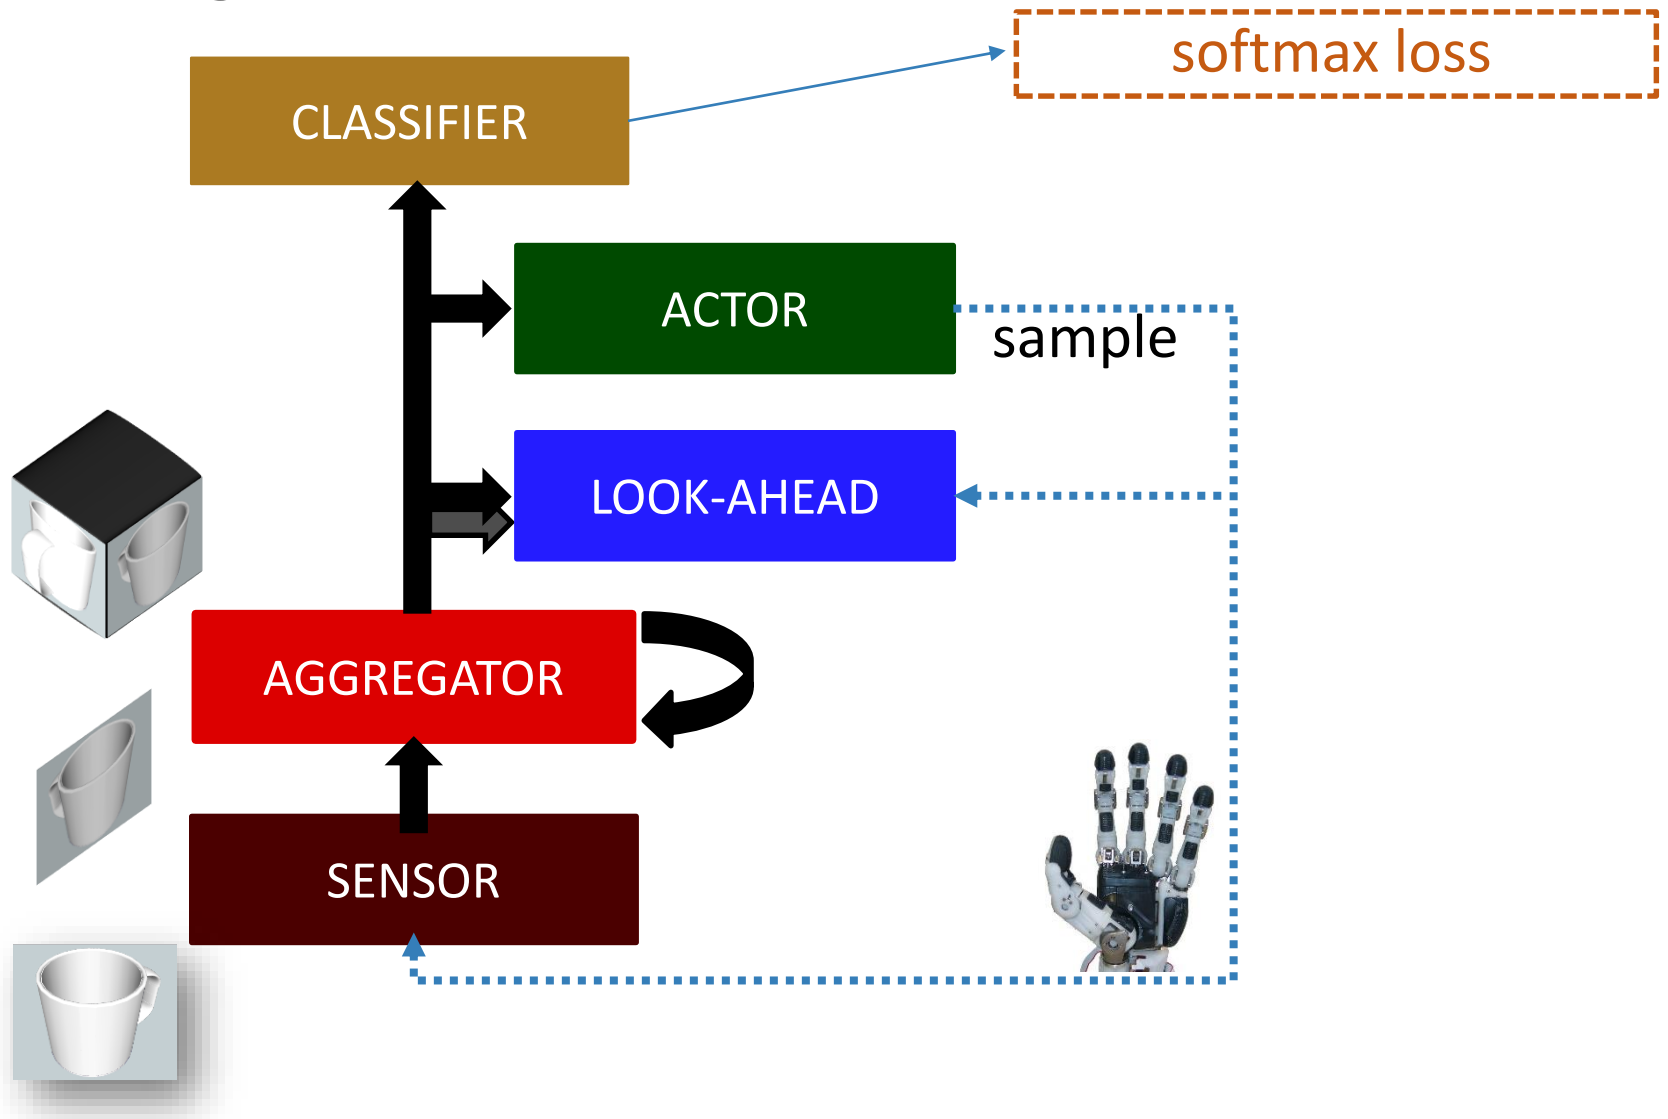 softmax loss
CLASSIFIER
ACTOR
sample
LOOK-AHEAD
AGGREGATOR
SENSOR